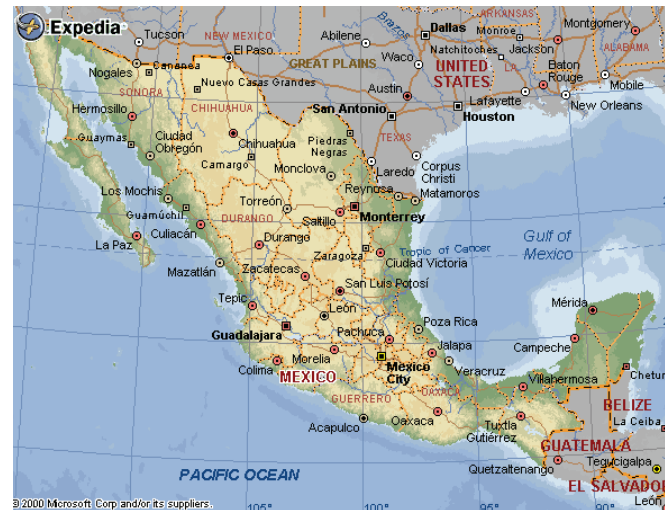 Expedia
Tucson
NEW MEXICO
El Paso
Abilene
Brazos
Dallas
ARKANSAS
Monroe
Natchitoches
Jackson
Montgomery
ALABAMA
Nogales
Cananea
Nuevo Casas Grandes
GREAT PLAINS
Waco
UNITED
STATES
LA
Baton
Rouge
Mobile
SONORA
CHIHUAHUA
Austin
Lafayette
New Orleans
Hermosillo
San Antonio
Houston
Guaymas
Ciudad
Obregón
Chihuahua
Camargo
Piedras
Negras
TEXAS
Monclova
Laredo
Corpus
Christi
Los Mochis
Reynosa
Matamoros
Guamúchil
Torreón
DURANGO
Saltillo
Monterrey
La Paz
Culiacán
Durango
Zaragoza
Tropic of Cancer
Ciudad Victoria
Gulf of
Mexico
Mazatlán
Zacatecas
San Luis Potosí
Tepic
León
Mérida
Guadalajara
Pachuca
Poza Rica
Campeche
Colima
Morelia
Mexico
City
Jalapa
Veracruz
Chetum
MEXICO
GUERRERO
OAXACA
Villahermosa
BELIZE
Acapulco
Oaxaca
Tuxtla
Gutiérrez
La Ceiba
GUATEMALA
Quetzaltenango
Tegucigalpa
PACIFIC OCEAN
EL SALVADOR
León
© 2000 Microsoft Corp and/or its suppliers.
105°
100°
95°
90°